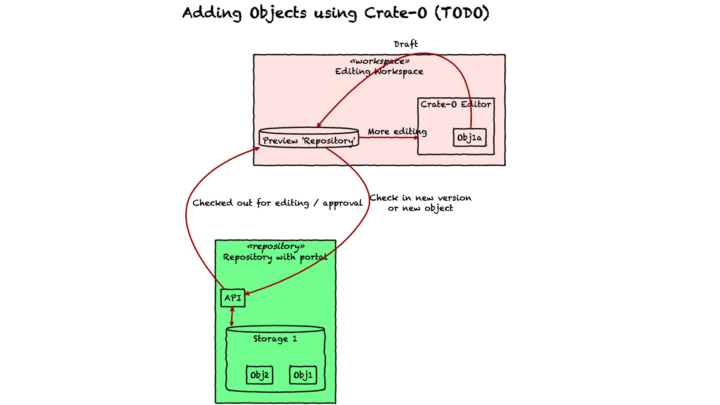 Adding Objects using Crate-O (TODO)
Draft
«workspace»
Editing Workspace
Crate-O Editor
More editing
Obj1a
Preview 'Repository'
Checked out for editing / approval
Check in new version
or new object
«repository»
Repository with portal
API
Storage 1
Obj2
Obj1